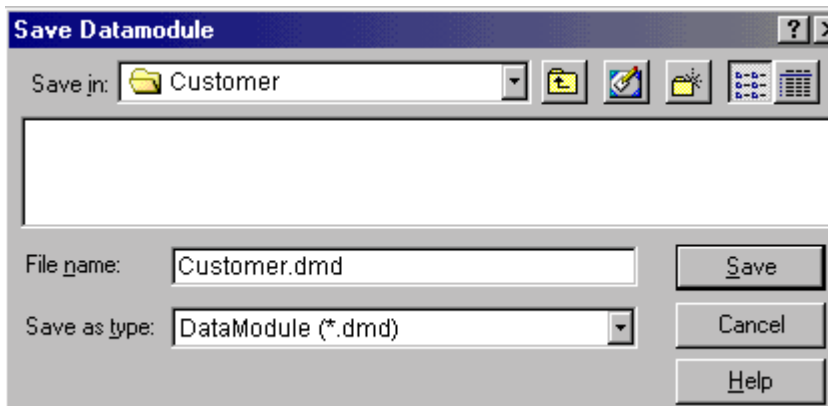 Save Datamodule ?
Save in: Customer
File name: Customer.dmd Save
Save as type: DataModule (*.dmd) Cancel
Help